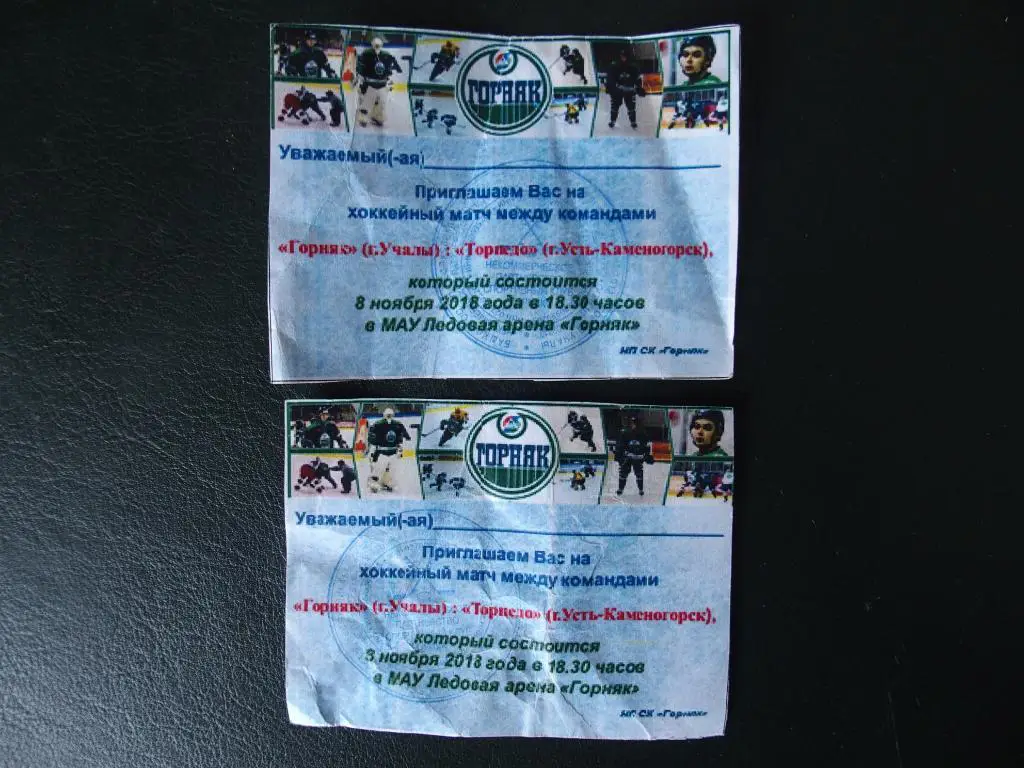 ГОРНЯК
Уважаемый(-ая)
Приглашаем Вас на
хоккейный матч между командами
«Горняк» (г.Учалы) : «Торпедо» (г.Усть-Каменогорск),
который состоится
8 ноября 2018 года в 18.30 часов
в МАУ Ледовая арена «Горняк»
НП СК «Горняк»
ГОРНЯК
Уважаемый(-ая)
Приглашаем Вас на
хоккейный матч между командами
«Горняк» (г.Учалы) : «Торпедо» (г.Усть-Каменогорск),
который состоится
8 ноября 2018 года в 18.30 часов
в МАУ Ледовая арена «Горняк»
НП СК «Горняк»